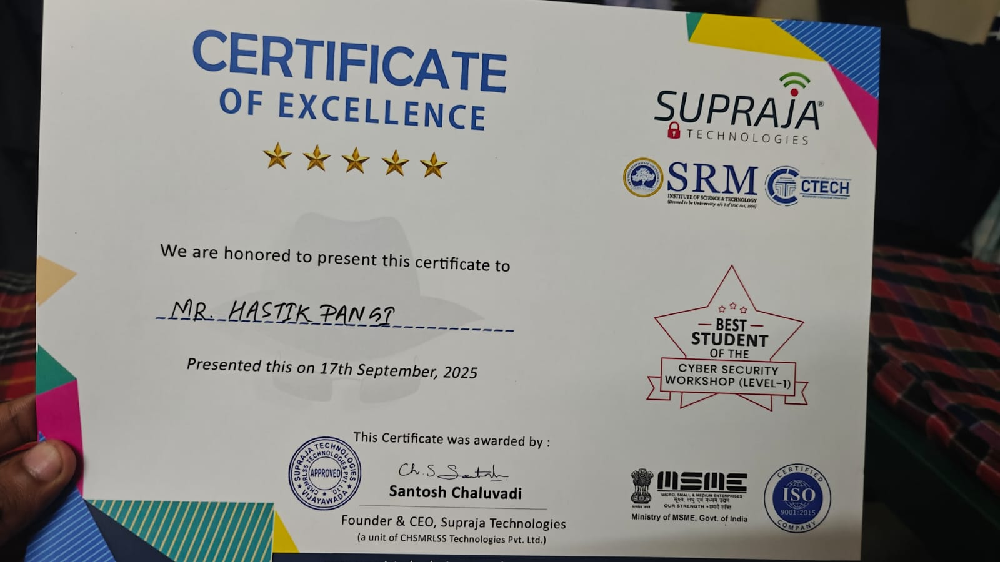 CERTIFICATE
OF EXCELLENCE
SUPRAJA®
TECHNOLOGIES
SRM
INSTITUTE OF SCIENCE & TECHNOLOGY
(Deemed to be University u/s 3 of UGC Act, 1956)
Department of Computing Technologies
CTECH
We are honored to present this certificate to
MR. HASTIK PANGI
Presented this on 17th September, 2025
BEST
STUDENT
OF THE
CYBER SECURITY
WORKSHOP (LEVEL-1)
This Certificate was awarded by :
SUPRAJA TECHNOLOGIES
CHSMRLSS TECHNOLOGIES PVT. LTD.
APPROVED
VIJAYAWADA
Ch. S. Santosh
Santosh Chaluvadi
Founder & CEO, Supraja Technologies
(a unit of CHSMRLSS Technologies Pvt. Ltd.)
MSME
MICRO, SMALL & MEDIUM ENTERPRISES
सूक्ष्म, लघु एवं मध्यम उद्यम
OUR STRENGTH • हमारी शक्ति
Ministry of MSME, Govt. of India
CERTIFIED
ISO
9001:2015
COMPANY